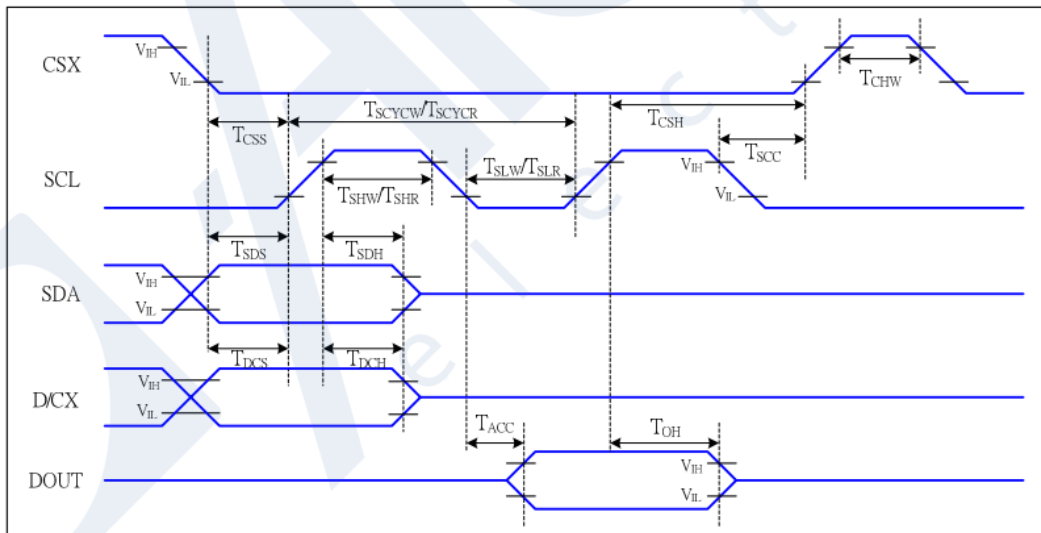 CSX
VIH
VIL
TCHW
TSCYCW/TSCYCR
TCSS
TCSH
TSCC
SCL
TSLW/TSLR
VIH
TSHW/TSHR
VIL
TSDS
TSDH
SDA
VIH
VIL
TDCS
TDCH
D/CX
VIH
VIL
TACC
TOH
DOUT
VIH
VIL
e l e c t